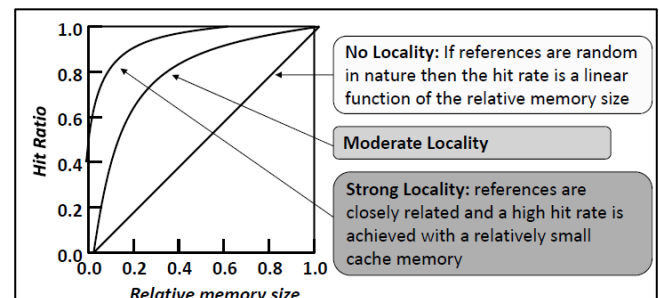 1.0
0.8
0.6
0.4
0.2
0.0
Hit Ratio
0.0 0.2 0.4 0.6 0.8 1.0
Relative memory size
No Locality: If references are random
in nature then the hit rate is a linear
function of the relative memory size
Moderate Locality
Strong Locality: references are
closely related and a high hit rate is
achieved with a relatively small
cache memory